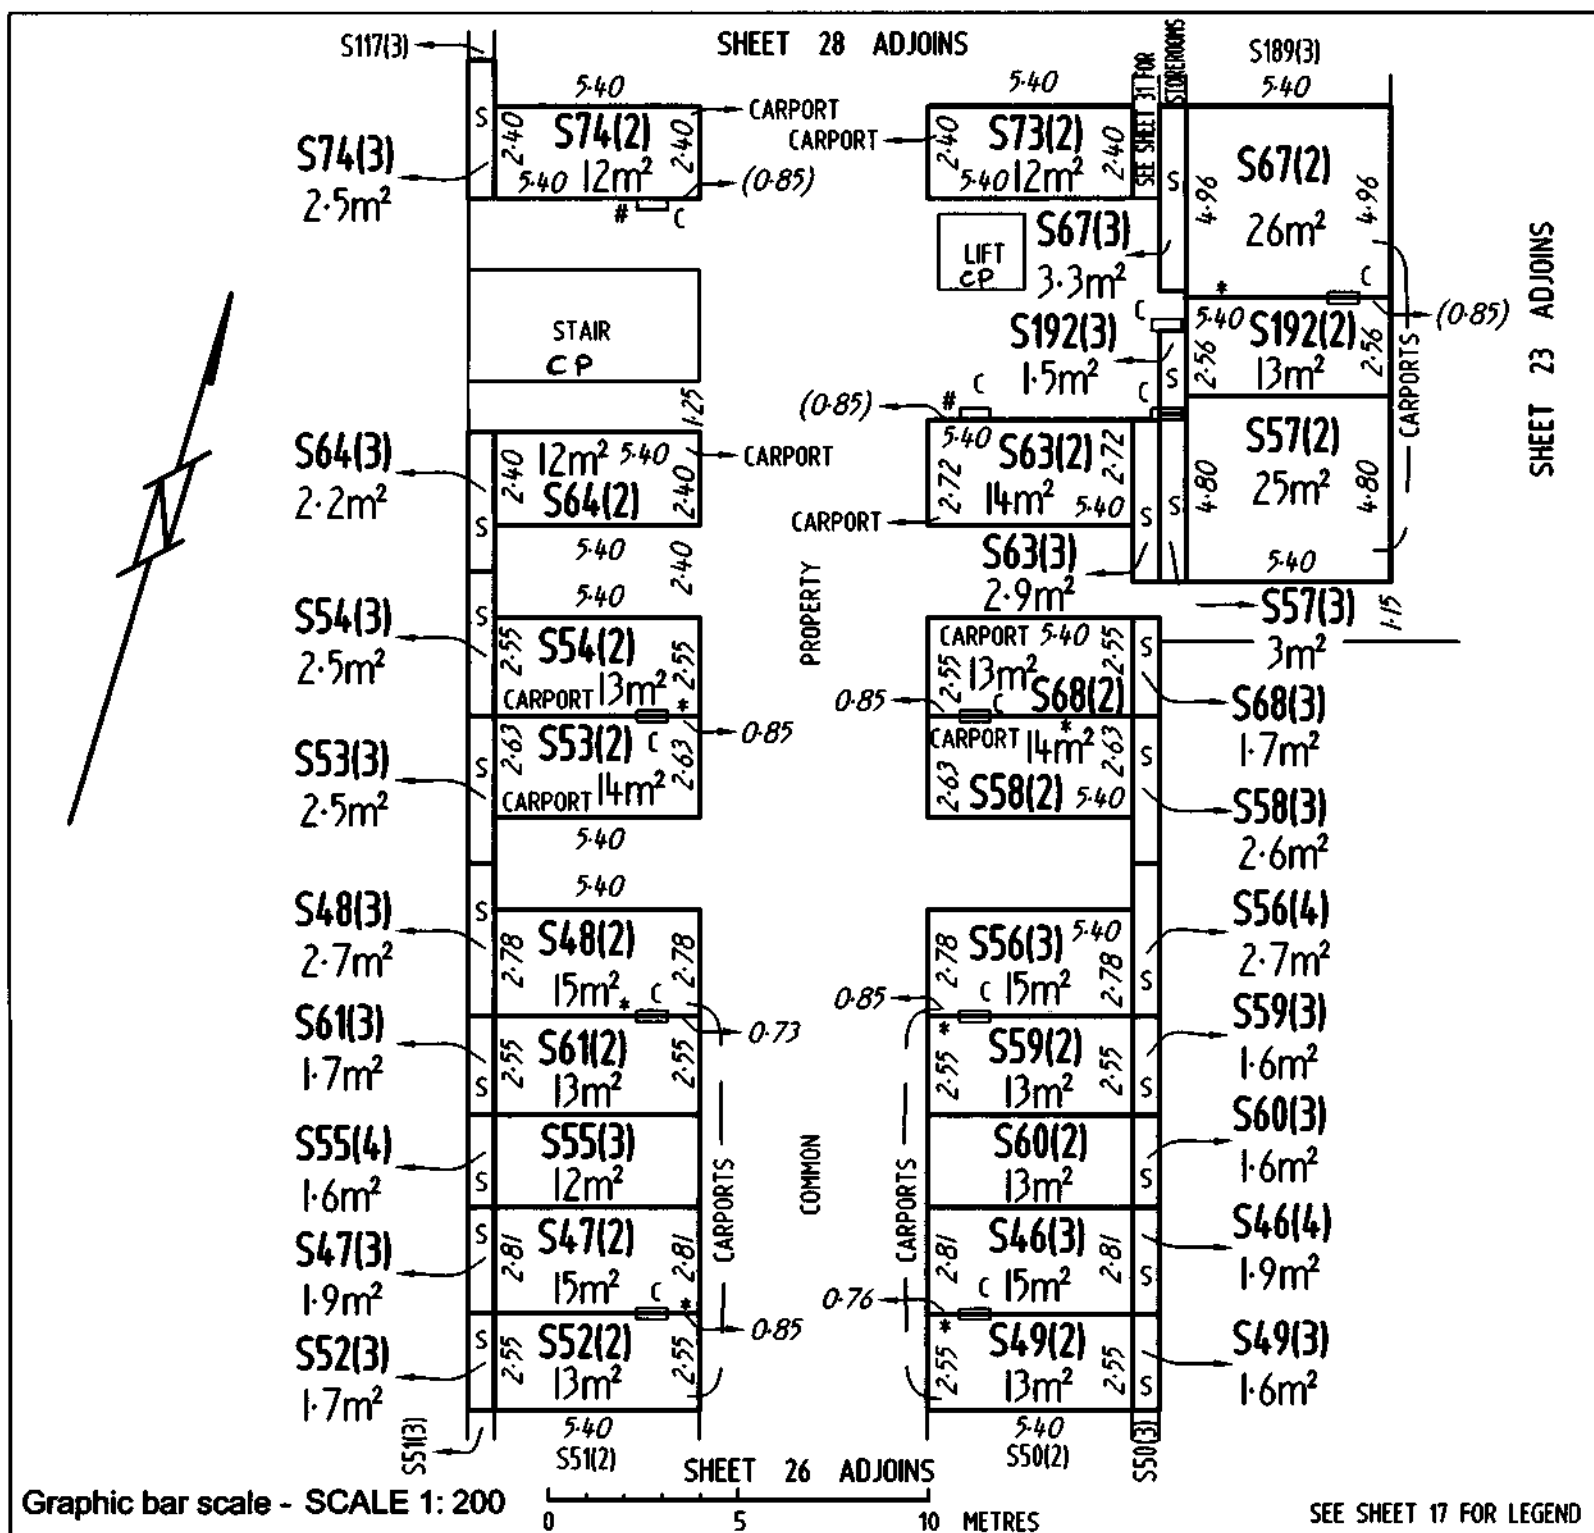 S117(3)
SHEET 28 ADJOINS
SEE SHEET 31 FOR
STOREROOMS
S189(3)
5.40
5.40
5.40
S
CARPORT
CARPORT
S74(3)
2.5m²
2.40
S74(2)
2.40
5.40 12m²
(0.85)
# C
2.40
S73(2)
2.40
5.40 12m²
S
S67(2)
4.96
4.96
26m²
LIFT
CP
S67(3)
3.3m²
* C
(0.85)
CARPORTS
SHEET 23 ADJOINS
STAIR
CP
1.25
C
S192(3)
1.5m²
S
C
5.40 S192(2)
2.56
2.56
13m²
(0.85)
# C
S64(3)
2.2m²
S
2.40
12m² 5.40
S64(2)
2.40
CARPORT
5.40
2.40
5.40 S63(2)
2.72
2.72
14m² 5.40
CARPORT
S
S
S57(2)
4.80
4.80
25m²
5.40
PROPERTY
S63(3)
2.9m²
S57(3)
3m²
1.15
5.40
S54(3)
2.5m²
S
2.55
S54(2)
2.55
CARPORT 13m² *
0.85
S53(3)
2.5m²
S
2.63
S53(2) C
2.63
CARPORT 14m²
5.40
CARPORT 5.40
2.55
2.55
13m²
S68(2)
C
0.85
S
S68(3)
1.7m²
*
CARPORT 14m²
2.63
2.63
S58(2) 5.40
S
S58(3)
2.6m²
5.40
S48(3)
2.7m²
S
2.78
S48(2)
2.78
15m² * C
0.73
S56(3) 5.40
2.78
2.78
C 15m²
0.85
S
S56(4)
2.7m²
S61(3)
1.7m²
S
2.55
S61(2)
2.55
13m²
*
2.55
S59(2)
2.55
13m²
S
S59(3)
1.6m²
S55(4)
1.6m²
S
S55(3)
12m²
CARPORTS
COMMON
CARPORTS
S60(2)
13m²
S
S60(3)
1.6m²
S47(3)
1.9m²
S
2.81
S47(2)
2.81
15m² C *
0.85
2.81
S46(3)
2.81
C 15m²
0.76
S
S46(4)
1.9m²
S52(3)
1.7m²
S
2.55
S52(2)
2.55
13m²
*
2.55
S49(2)
2.55
13m²
S
S49(3)
1.6m²
S51(3)
5.40
S51(2)
5.40
S50(2)
S50(3)
SHEET 26 ADJOINS
Graphic bar scale - SCALE 1: 200
0 5 10 METRES
SEE SHEET 17 FOR LEGEND
N